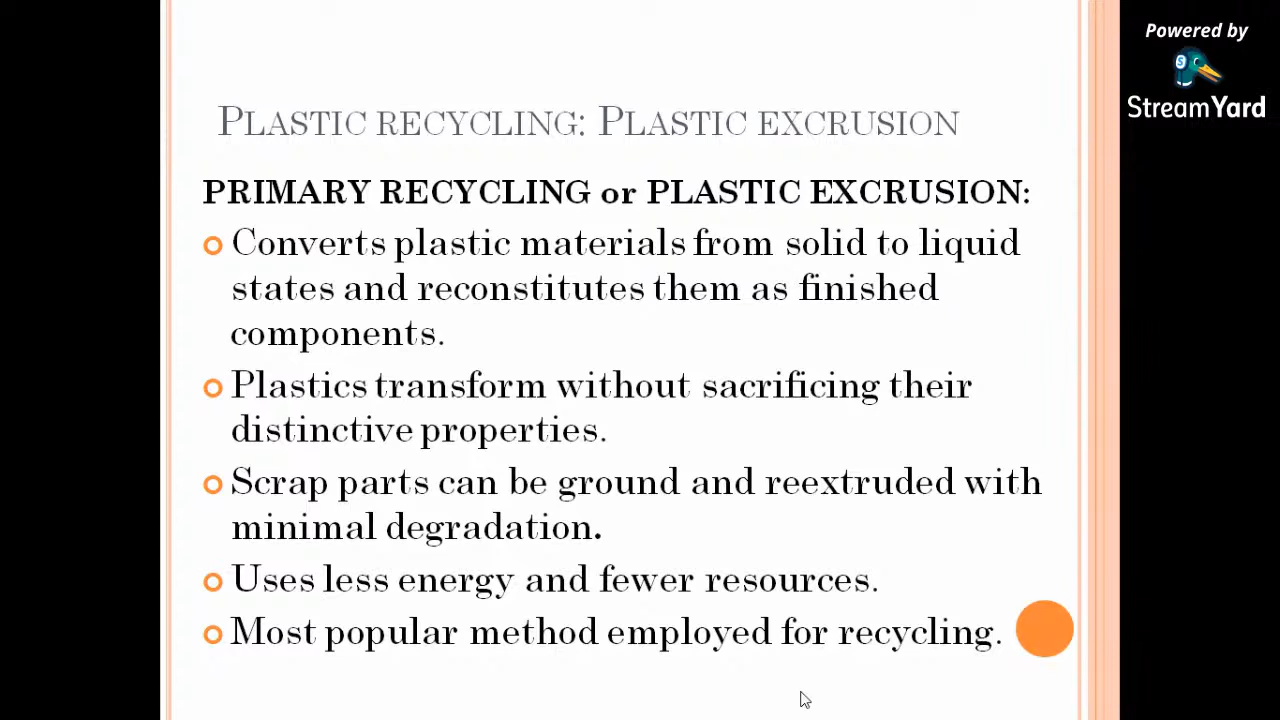 Powered by
StreamYard
PLASTIC RECYCLING: PLASTIC EXCRUSION
PRIMARY RECYCLING or PLASTIC EXCRUSION:
Converts plastic materials from solid to liquid
states and reconstitutes them as finished
components.
Plastics transform without sacrificing their
distinctive properties.
Scrap parts can be ground and reextruded with
minimal degradation.
Uses less energy and fewer resources.
Most popular method employed for recycling.